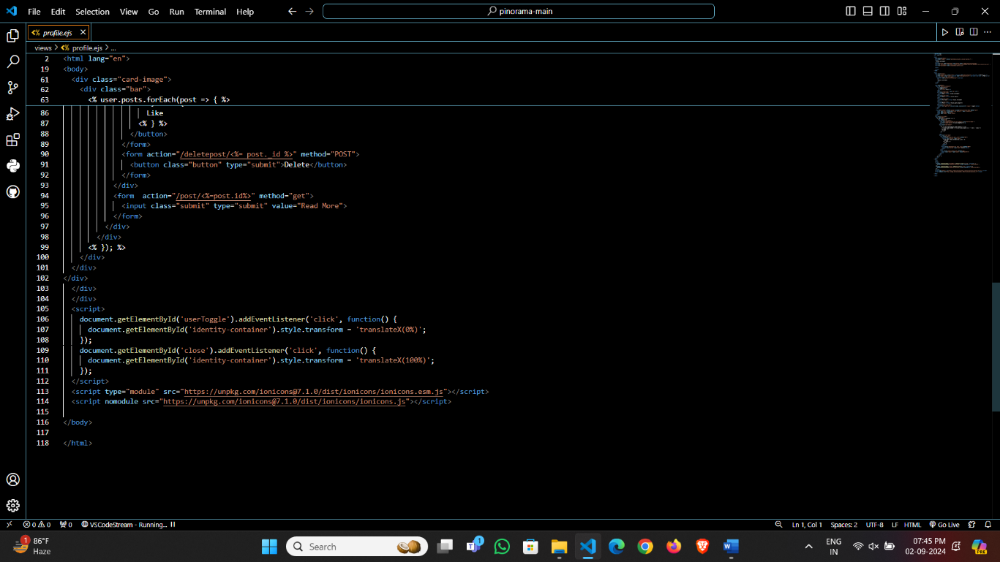 File Edit Selection View Go Run Terminal Help
pinorama-main
<% profile.ejs
views > <% profile.ejs > ...
2 <html lang="en">
19 <body>
61 <div class="card-image">
62 <div class="bar">
63 <% user.posts.forEach(post => { %>
86 Like
87 <% } %>
88 </button>
89 </form>
90 <form action="/deletepost/<%= post._id %>" method="POST">
91 <button class="button" type="submit">Delete</button>
92 </form>
93 </div>
94 <form  action="/post/<%=post.id%>" method="get">
95 <input class="submit" type="submit" value="Read More">
96 </form>
97 </div>
98 </div>
99 <% }); %>
100 </div>
101 </div>
102 </div>
103 </div>
104 </div>
105 <script>
106 document.getElementById('userToggle').addEventListener('click', function() {
107 document.getElementById('identity-container').style.transform = 'translateX(0%)';
108 });
109 document.getElementById('close').addEventListener('click', function() {
110 document.getElementById('identity-container').style.transform = 'translateX(100%)';
111 });
112 </script>
113 <script type="module" src="https://unpkg.com/ionicons@7.1.0/dist/ionicons/ionicons.esm.js"></script>
114 <script nomodule src="https://unpkg.com/ionicons@7.1.0/dist/ionicons/ionicons.js"></script>
115
116 </body>
117
118 </html>
0 0 0 VSCodeStream - Running... Ln 1, Col 1 Spaces: 2 UTF-8 LF HTML Go Live
1 86°F
Haze
Search
1
PRE
ENG
IN
07:45 PM
02-09-2024